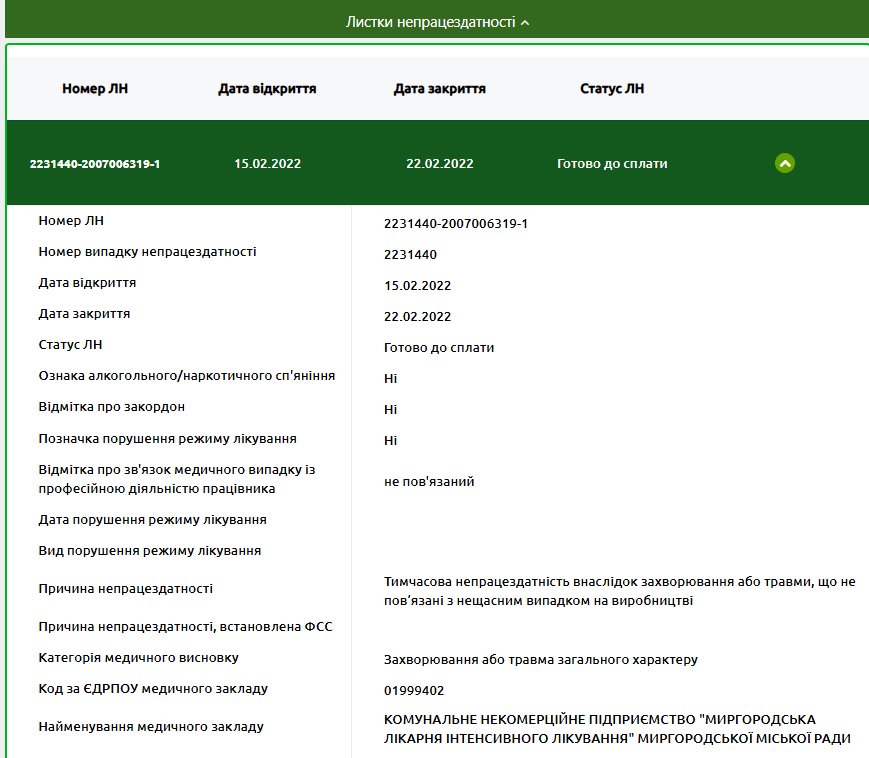 Листки непрацездатності
Номер ЛН Дата відкриття Дата закриття Статус ЛН
2231440-2007006319-1 15.02.2022 22.02.2022 Готово до сплати
Номер ЛН 2231440-2007006319-1
Номер випадку непрацездатності 2231440
Дата відкриття 15.02.2022
Дата закриття 22.02.2022
Статус ЛН Готово до сплати
Ознака алкогольного/наркотичного сп'яніння Ні
Відмітка про закордон Ні
Позначка порушення режиму лікування Ні
Відмітка про зв'язок медичного випадку із
професійною діяльністю працівника
не пов'язаний
Дата порушення режиму лікування
Вид порушення режиму лікування
Причина непрацездатності
Тимчасова непрацездатність внаслідок захворювання або травми, що не
пов’язані з нещасним випадком на виробництві
Причина непрацездатності, встановлена ФСС
Категорія медичного висновку Захворювання або травма загального характеру
Код за ЄДРПОУ медичного закладу 01999402
Найменування медичного закладу
КОМУНАЛЬНЕ НЕКОМЕРЦІЙНЕ ПІДПРИЄМСТВО "МИРГОРОДСЬКА
ЛІКАРНЯ ІНТЕНСИВНОГО ЛІКУВАННЯ" МИРГОРОДСЬКОЇ МІСЬКОЇ РАДИ